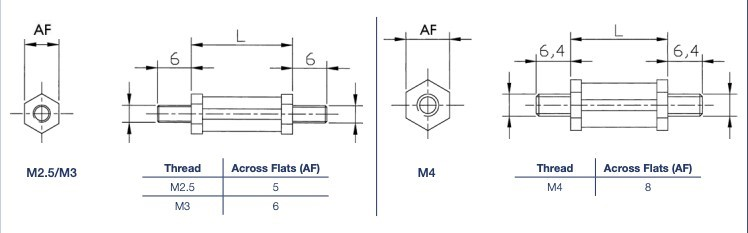 AF
L
6
6
M2.5/M3
Thread Across Flats (AF)
M2.5 5
M3 6
AF
L
6,4
6,4
M4
Thread Across Flats (AF)
M4 8